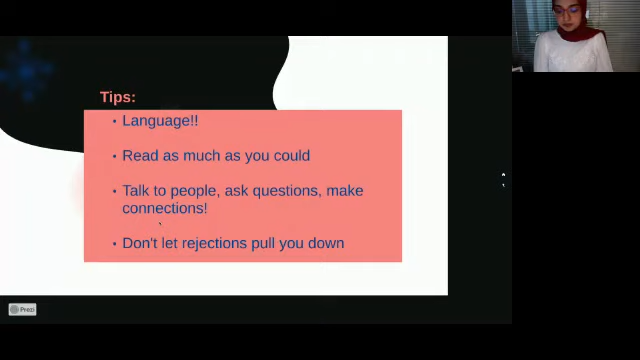 Tips:
• Language!!
• Read as much as you could
• Talk to people, ask questions, make
connections!
• Don't let rejections pull you down
Prezi